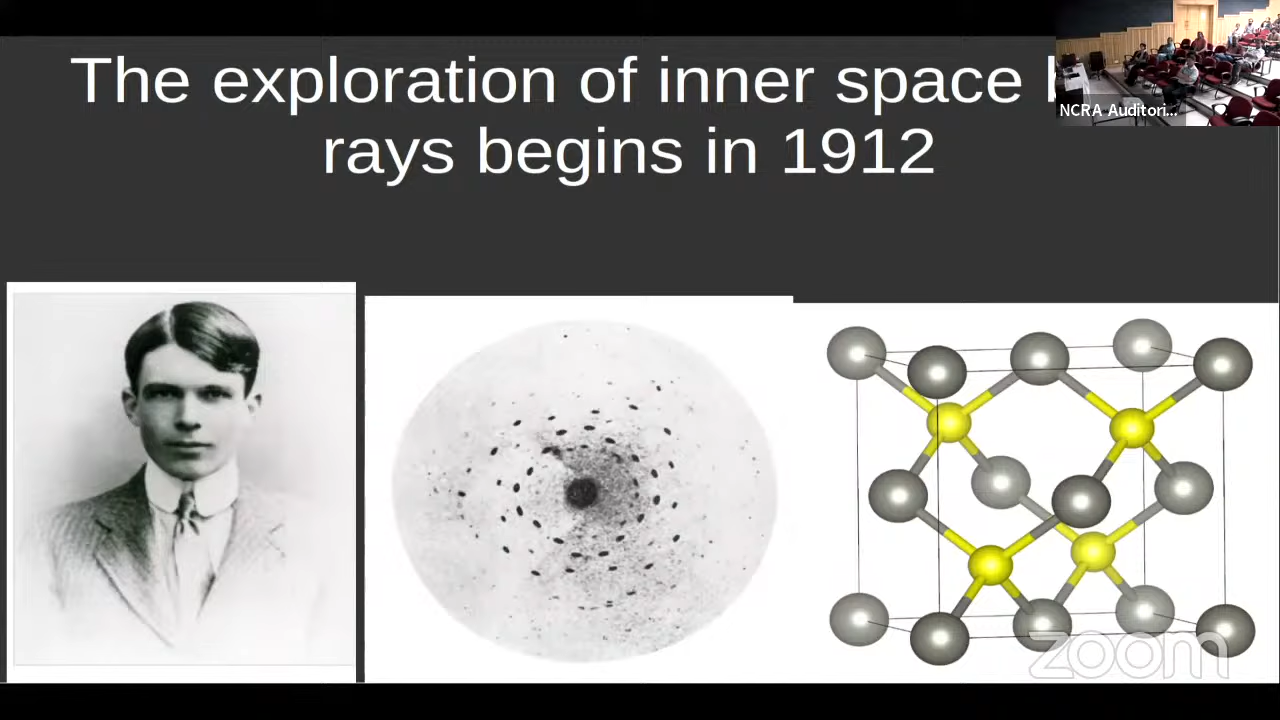 The exploration of inner space
rays begins in 1912
NCRA Auditori...
zoom